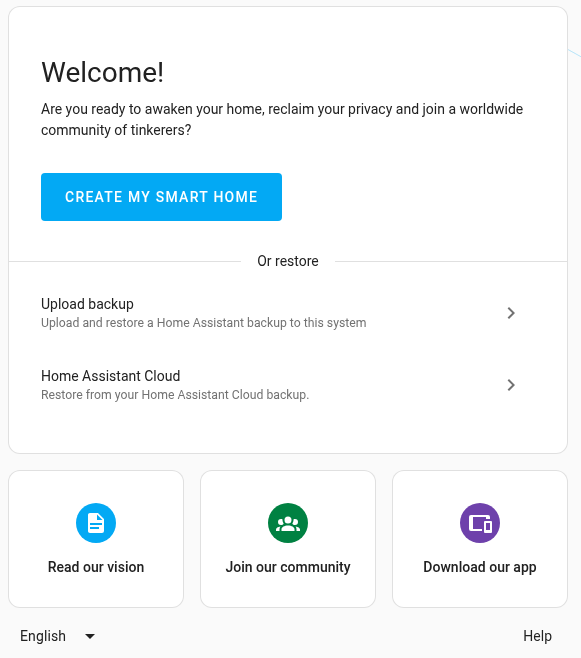 Welcome!
Are you ready to awaken your home, reclaim your privacy and join a worldwide
community of tinkerers?
CREATE MY SMART HOME
Or restore
Upload backup
Upload and restore a Home Assistant backup to this system
Home Assistant Cloud
Restore from your Home Assistant Cloud backup.
Read our vision
Join our community
Download our app
English
Help